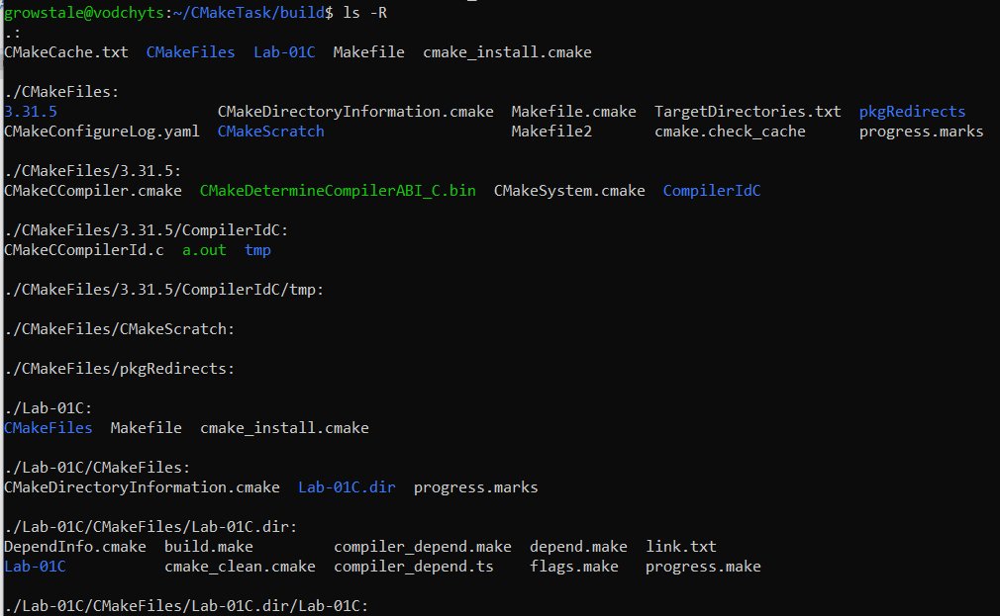 growstale@vodchyts:~/CMakeTask/build$ ls -R
.:
CMakeCache.txt  CMakeFiles  Lab-01C  Makefile  cmake_install.cmake
./CMakeFiles:
3.31.5                  CMakeDirectoryInformation.cmake  Makefile.cmake  TargetDirectories.txt  pkgRedirects
CMakeConfigureLog.yaml  CMakeScratch                     Makefile2       cmake.check_cache      progress.marks
./CMakeFiles/3.31.5:
CMakeCCompiler.cmake  CMakeDetermineCompilerABI_C.bin  CMakeSystem.cmake  CompilerIdC
./CMakeFiles/3.31.5/CompilerIdC:
CMakeCCompilerId.c  a.out  tmp
./CMakeFiles/3.31.5/CompilerIdC/tmp:
./CMakeFiles/CMakeScratch:
./CMakeFiles/pkgRedirects:
./Lab-01C:
CMakeFiles  Makefile  cmake_install.cmake
./Lab-01C/CMakeFiles:
CMakeDirectoryInformation.cmake  Lab-01C.dir  progress.marks
./Lab-01C/CMakeFiles/Lab-01C.dir:
DependInfo.cmake  build.make         compiler_depend.make  depend.make  link.txt
Lab-01C           cmake_clean.cmake  compiler_depend.ts    flags.make   progress.make
./Lab-01C/CMakeFiles/Lab-01C.dir/Lab-01C: